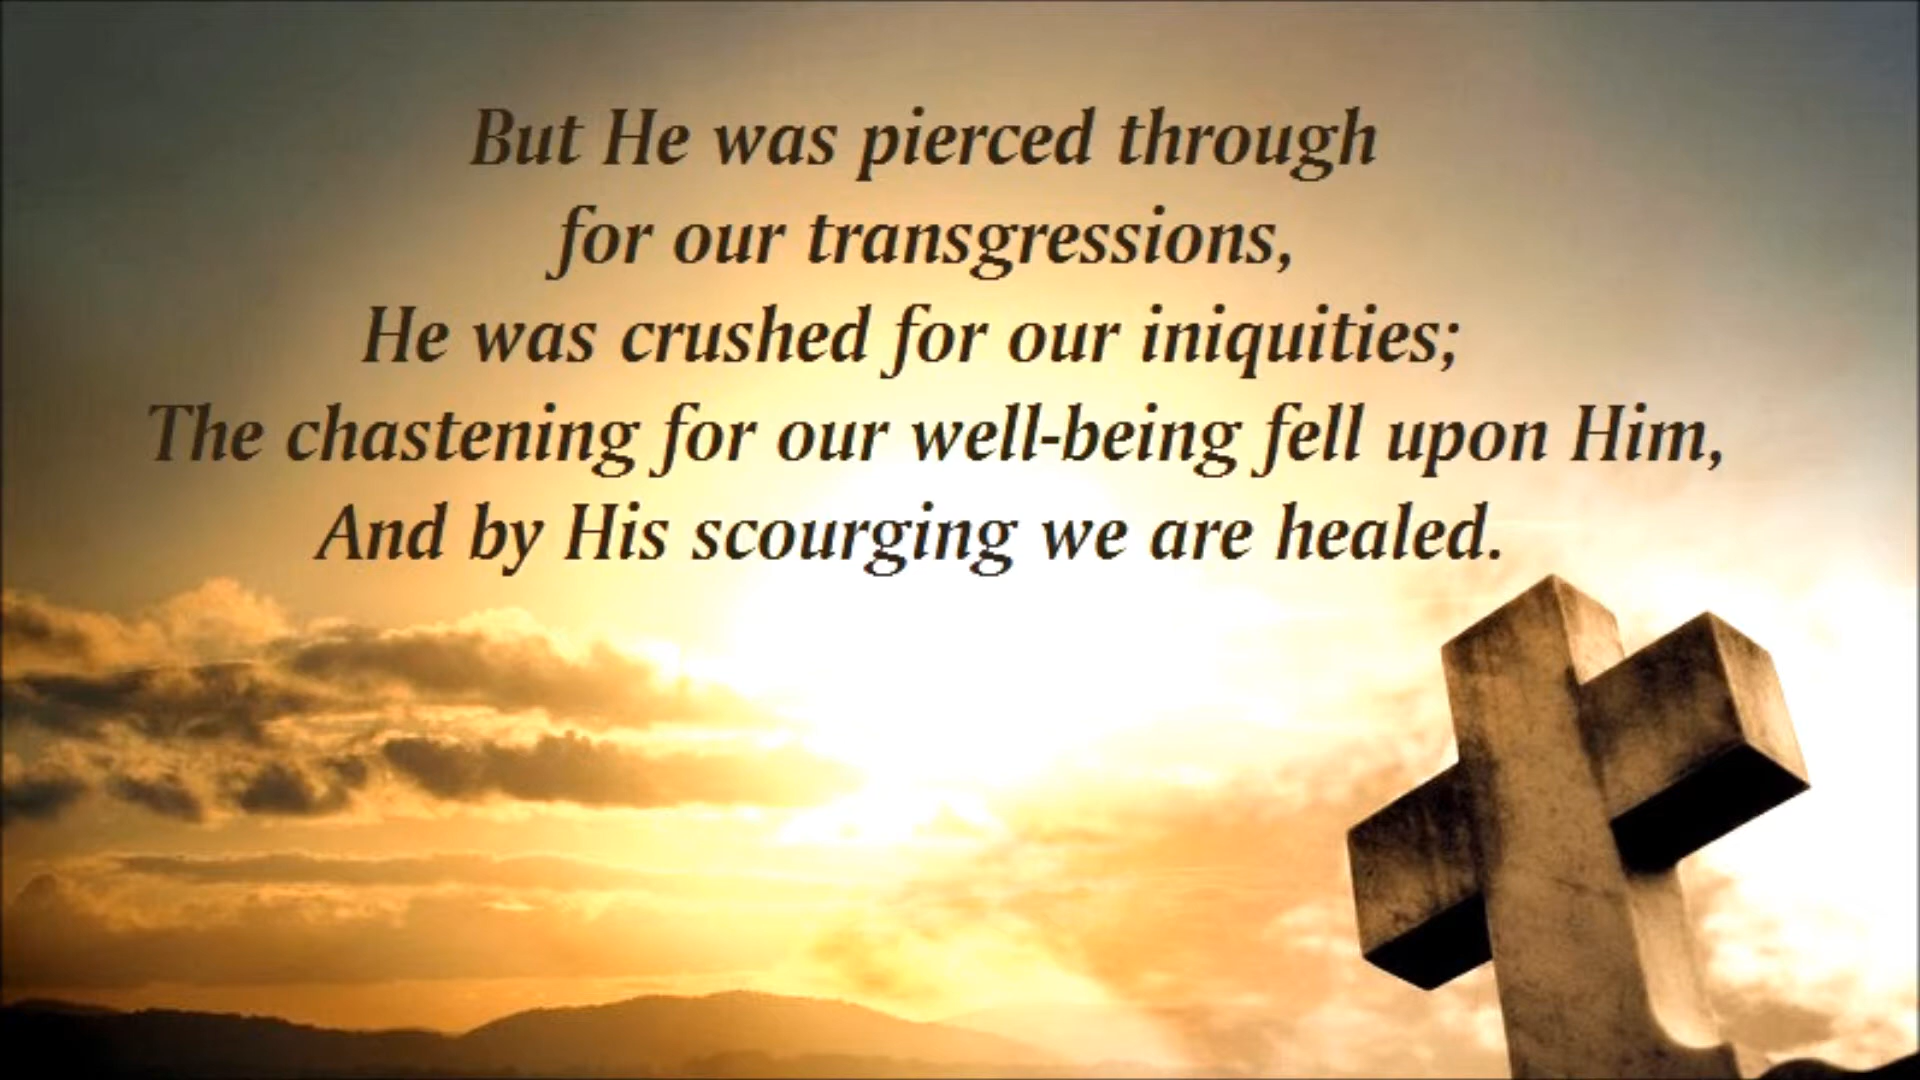 But He was pierced through
for our transgressions,
He was crushed for our iniquities;
The chastening for our well-being fell upon Him,
And by His scourging we are healed.